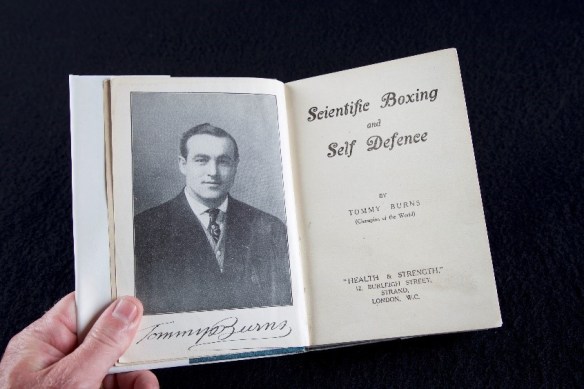 Tommy Burns
Scientific Boxing
and
Self Defence
BY
TOMMY BURNS
(Champion of the World)
"HEALTH & STRENGTH,"
12 BURLEIGH STREET,
STRAND,
LONDON, W.C.